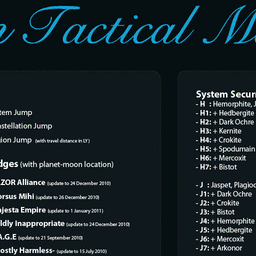 Tactical M
tem Jump
stellation Jump
ion Jump (with travel distance in LY)
dges (with planet-moon location)
ZOR Alliance (update to 24 December 2010)
orsus Mihi (update to 26 December 2010)
ajesta Empire (update to 1 January 2011)
ldly Inappropriate (update to 24 December 2010)
.A.G.E (update to 21 September 2010)
ostly Harmless- (update to 15 July 2010)
System Securi
- H : Hemorphite, J
- H1: + Hedbergite
- H2: + Dark Ochre
- H3: + Kernite
- H4: + Crokite
- H5: + Spodumain
- H6: + Mercoxit
- H7: + Bistot
- J : Jaspet, Plagioc
- J1: + Dark Ochre
- J2: + Crokite
- J3: + Bistot
- J4: + Hemorphite
- J5: + Hedbergite
- J6: + Mercoxit
- J7: + Arkonor